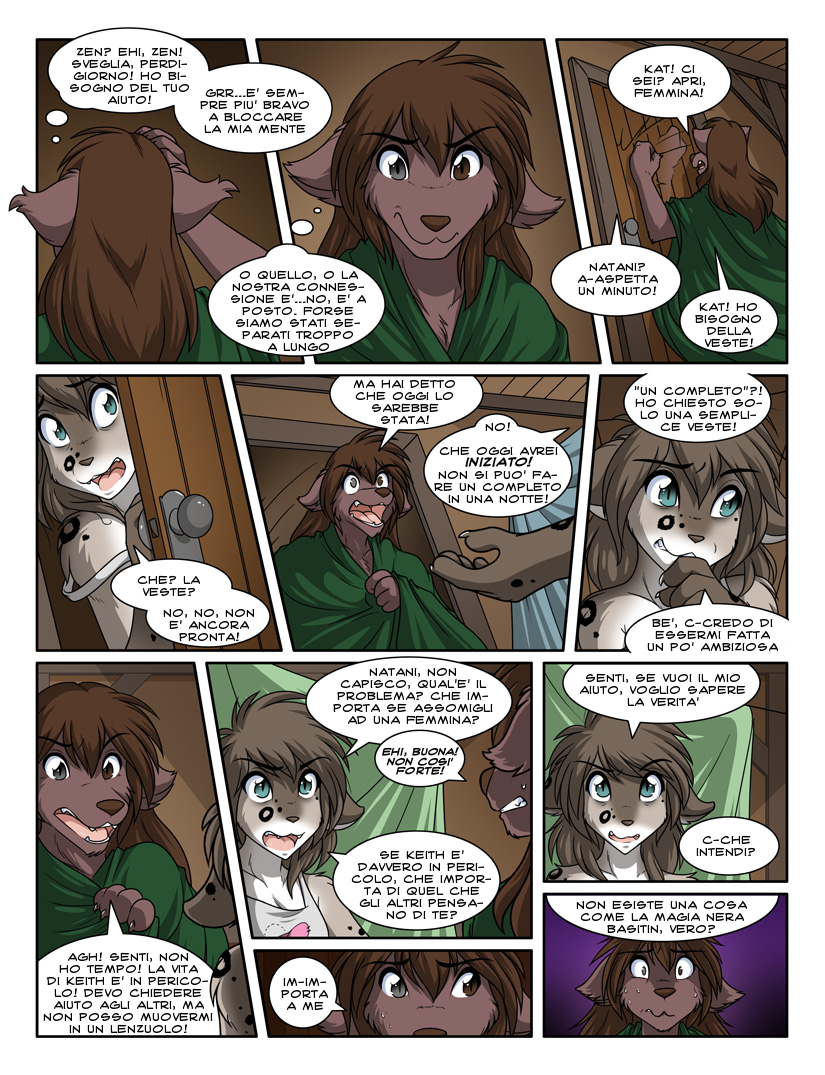 ZEN? EHI, ZEN!
SVEGLIA, PERDI-
GIORNO! HO BI-
SOGNO DEL TUO
AIUTO!
GRR...E' SEM-
PRE PIU' BRAVO
A BLOCCARE
LA MIA MENTE
O QUELLO, O LA
NOSTRA CONNES-
SIONE E'...NO, E' A
POSTO. FORSE
SIAMO STATI SE-
PARATI TROPPO
A LUNGO
KAT! CI
SEI? APRI,
FEMMINA!
NATANI?
A-ASPETTA
UN MINUTO!
KAT! HO
BISOGNO
DELLA
VESTE!
CHE? LA
VESTE?
NO, NO, NON
E' ANCORA
PRONTA!
MA HAI DETTO
CHE OGGI LO
SAREBBE
STATA!
NO!
CHE OGGI AVREI
INIZIATO!
NON SI PUO' FA-
RE UN COMPLETO
IN UNA NOTTE!
"UN COMPLETO"?!
HO CHIESTO SO-
LO UNA SEMPLI-
CE VESTE!
BE', C-CREDO DI
ESSERMI FATTA
UN PO' AMBIZIOSA
AGH! SENTI, NON
HO TEMPO! LA VITA
DI KEITH E' IN PERICO-
LO! DEVO CHIEDERE
AIUTO AGLI ALTRI, MA
NON POSSO MUOVERMI
IN UN LENZUOLO!
NATANI, NON
CAPISCO, QUAL'E' IL
PROBLEMA? CHE IM-
PORTA SE ASSOMIGLI
AD UNA FEMMINA?
EHI, BUONA!
NON COSI'
FORTE!
SE KEITH E'
DAVVERO IN PERI-
COLO, CHE IMPOR-
TA DI QUEL CHE
GLI ALTRI PENSA-
NO DI TE?
IM-IM-
PORTA
A ME
SENTI, SE VUOI IL MIO
AIUTO, VOGLIO SAPERE
LA VERITA'
C-CHE
INTENDI?
NON ESISTE UNA COSA
COME LA MAGIA NERA
BASITIN, VERO?